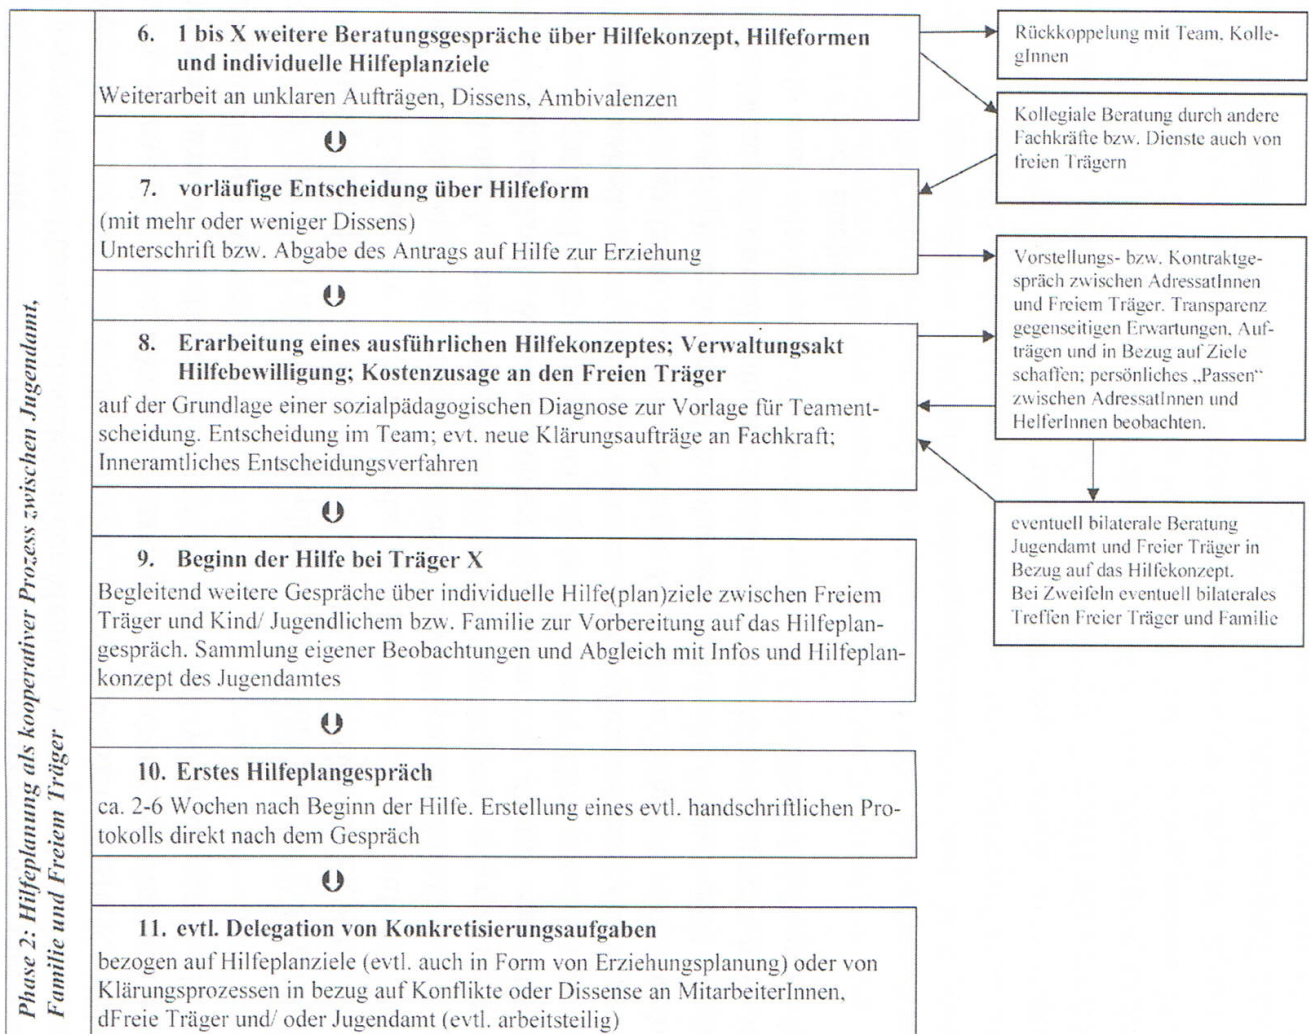 Phase 2: Hilfeplanung als kooperativer Prozess zwischen Jugendamt,
Familie und Freiem Träger
6. 1 bis X weitere Beratungsgespräche über Hilfekonzept, Hilfeformen
und individuelle Hilfeplanziele
Weiterarbeit an unklaren Aufträgen, Dissens, Ambivalenzen
Rückkoppelung mit Team, Kolle-
gInnen
Kollegiale Beratung durch andere
Fachkräfte bzw. Dienste auch von
freien Trägern
7. vorläufige Entscheidung über Hilfeform
(mit mehr oder weniger Dissens)
Unterschrift bzw. Abgabe des Antrags auf Hilfe zur Erziehung
Vorstellungs- bzw. Kontraktge-
spräch zwischen AdressatInnen
und Freiem Träger. Transparenz
gegenseitigen Erwartungen, Auf-
trägen und in Bezug auf Ziele
schaffen; persönliches „Passen“
zwischen AdressatInnen und
HelferInnen beobachten.
8. Erarbeitung eines ausführlichen Hilfekonzeptes; Verwaltungsakt
Hilfebewilligung; Kostenzusage an den Freien Träger
auf der Grundlage einer sozialpädagogischen Diagnose zur Vorlage für Teament-
scheidung. Entscheidung im Team; evt. neue Klärungsaufträge an Fachkraft;
Inneramtliches Entscheidungsverfahren
eventuell bilaterale Beratung
Jugendamt und Freier Träger in
Bezug auf das Hilfekonzept.
Bei Zweifeln eventuell bilaterales
Treffen Freier Träger und Familie
9. Beginn der Hilfe bei Träger X
Begleitend weitere Gespräche über individuelle Hilfe(plan)ziele zwischen Freiem
Träger und Kind/ Jugendlichem bzw. Familie zur Vorbereitung auf das Hilfeplan-
gespräch. Sammlung eigener Beobachtungen und Abgleich mit Infos und Hilfeplan-
konzept des Jugendamtes
10. Erstes Hilfeplangespräch
ca. 2-6 Wochen nach Beginn der Hilfe. Erstellung eines evtl. handschriftlichen Pro-
tokolls direkt nach dem Gespräch
11. evtl. Delegation von Konkretisierungsaufgaben
bezogen auf Hilfeplanziele (evtl. auch in Form von Erziehungsplanung) oder von
Klärungsprozessen in bezug auf Konflikte oder Dissense an MitarbeiterInnen,
dFreie Träger und/ oder Jugendamt (evtl. arbeitsteilig)